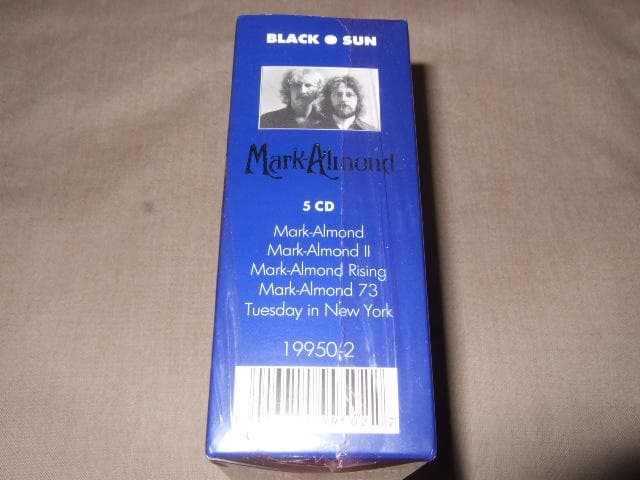 BLACK SUN
Mark-Almond
5 CD
Mark-Almond
Mark-Almond II
Mark-Almond Rising
Mark-Almond 73
Tuesday in New York
19950-2